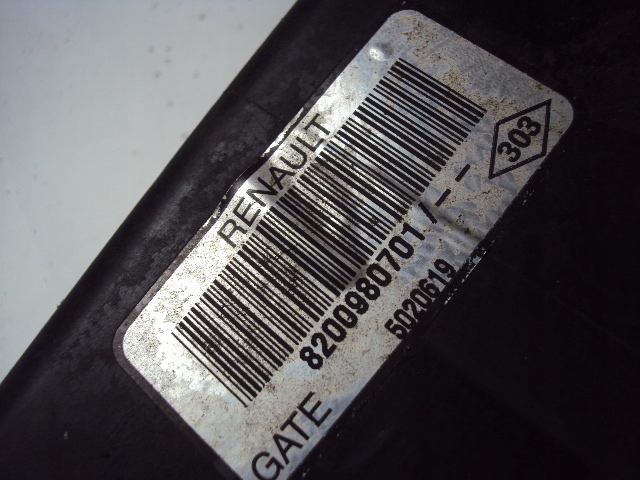 RENAULT
303
8200980701/--
5020619
GATE